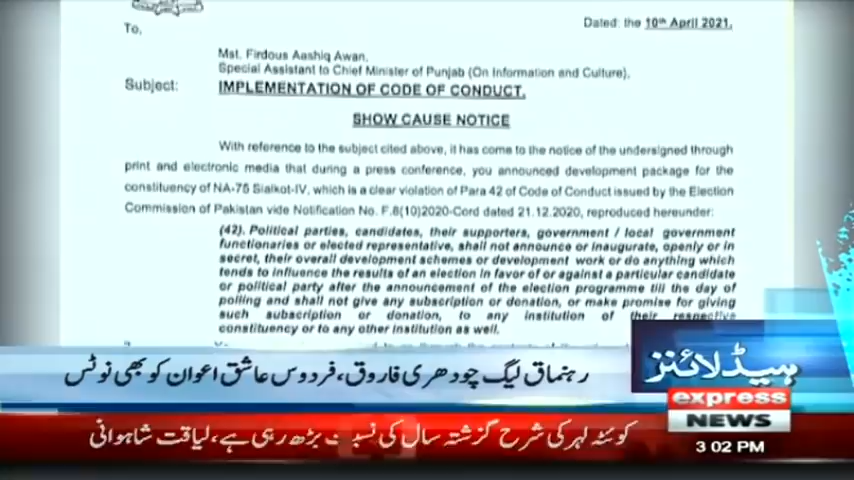 Dated: the 10th April 2021.
To,
Mst. Firdous Aashiq Awan,
Special Assistant to Chief Minister of Punjab (On Information and Culture),
Subject: IMPLEMENTATION OF CODE OF CONDUCT.
SHOW CAUSE NOTICE
With reference to the subject cited above, it has come to the notice of the undersigned through
print and electronic media that during a press conference, you announced development package for the
constituency of NA-75 Sialkot-IV, which is a clear violation of Para 42 of Code of Conduct issued by the Election
Commission of Pakistan vide Notification No. F.8(10)2020-Cord dated 21.12.2020, reproduced hereunder:
(42). Political parties, candidates, their supporters, government / local government
functionaries or elected representative, shall not announce or inaugurate, openly or in
secret, their overall development schemes or development work or do anything which
tends to influence the results of an election in favor of or against a particular candidate
or political party after the announcement of the election programme till the day of
polling and shall not give any subscription or donation, or make promise for giving
such subscription or donation, to any institution of their respective
constituency or to any other institution as well.
ہیڈلائنز
رہنماق لیگ چودھری فاروق، فردوس عاشق اعوان کو بھی نوٹس
express
NEWS
کوئٹہ لہر کی شرح گزشتہ سال کی نسبت بڑھ رہی ہے، لیاقت شاہوانی
3:02 PM